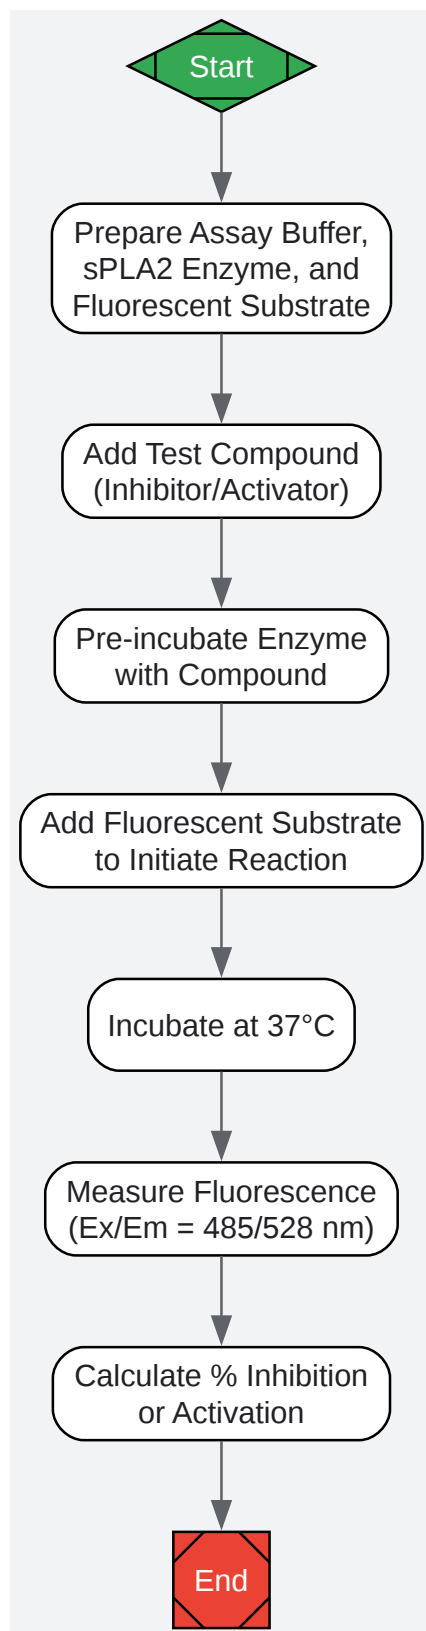 Start
Prepare Assay Buffer,
sPLA2 Enzyme, and
Fluorescent Substrate
Add Test Compound
(Inhibitor/Activator)
Pre-incubate Enzyme
with Compound
Add Fluorescent Substrate
to Initiate Reaction
Incubate at 37°C
Measure Fluorescence
(Ex/Em = 485/528 nm)
Calculate % Inhibition
or Activation
End